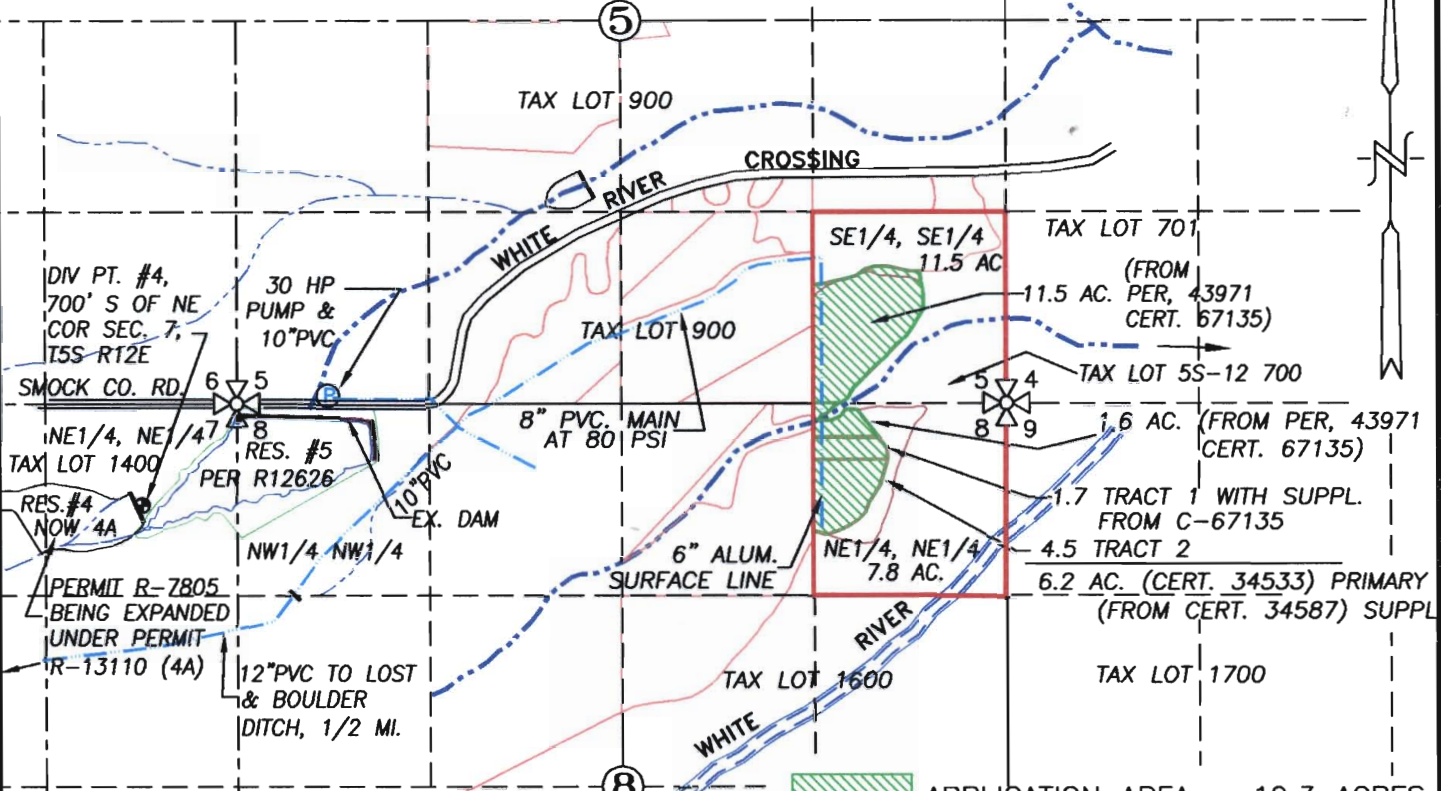 5
TAX LOT 900
CROSSING
RIVER
WHITE
N
SE1/4, SE1/4
11.5 AC
TAX LOT 701
(FROM
11.5 AC. PER, 43971
CERT. 67135)
DIV PT. #4,
700' S OF NE
COR SEC. 7,
T5S R12E
30 HP
PUMP &
10"PVC
TAX LOT 900
TAX LOT 5S-12 700
SMOCK CO. RD.
6 5
7 8
P
5 4
8 9
8" PVC. MAIN
AT 80 PSI
1.6 AC. (FROM PER, 43971
CERT. 67135)
NE1/4, NE1/4
TAX LOT 1400
RES. #5
PER R12626
10"PVC
EX. DAM
RES.#4
NOW 4A
NW1/4 NW1/4
1.7 TRACT 1 WITH SUPPL.
FROM C-67135
4.5 TRACT 2
6.2 AC. (CERT. 34533) PRIMARY
(FROM CERT. 34587) SUPPL
6" ALUM.
SURFACE LINE
NE1/4, NE1/4
7.8 AC.
PERMIT R-7805
BEING EXPANDED
UNDER PERMIT
R-13110 (4A)
12"PVC TO LOST
& BOULDER
DITCH, 1/2 MI.
RIVER
WHITE
TAX LOT 1600
TAX LOT 1700
8
APPLICATION AREA 19.3 ACRES